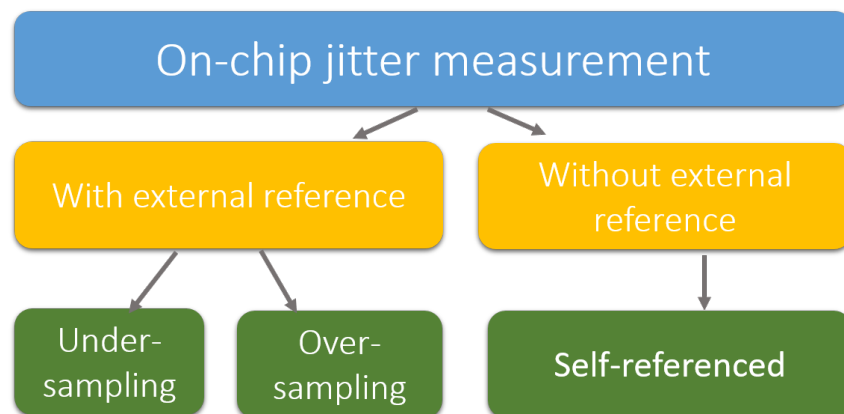 On-chip jitter measurement
With external reference
Without external
reference
Under-
sampling
Over-
sampling
Self-referenced